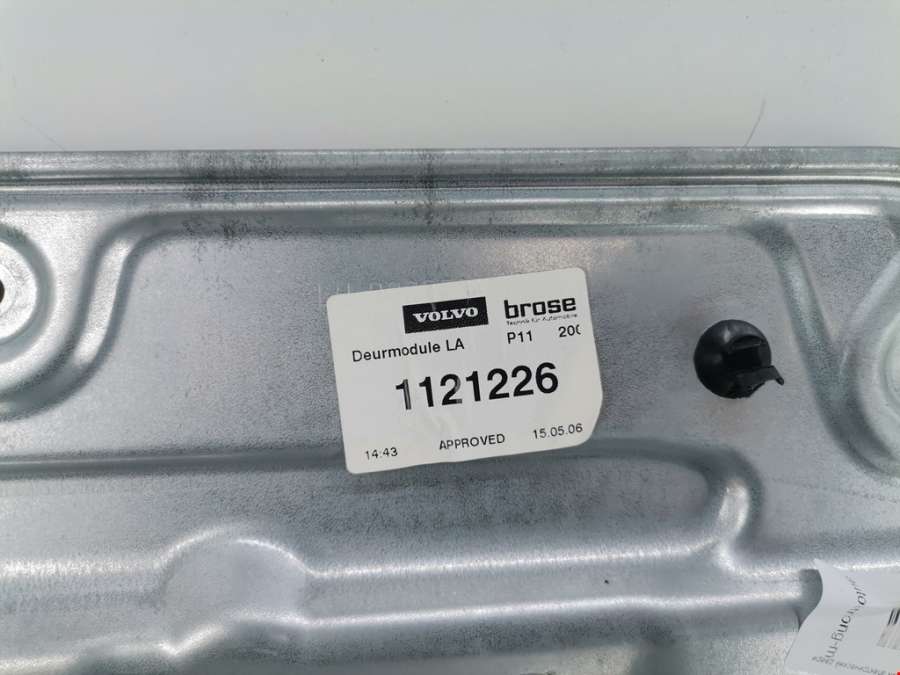 VOLVO
brose
Technik für Automobile
Deurmodule LA
P11 200
1121226
14:43 APPROVED 15.05.06